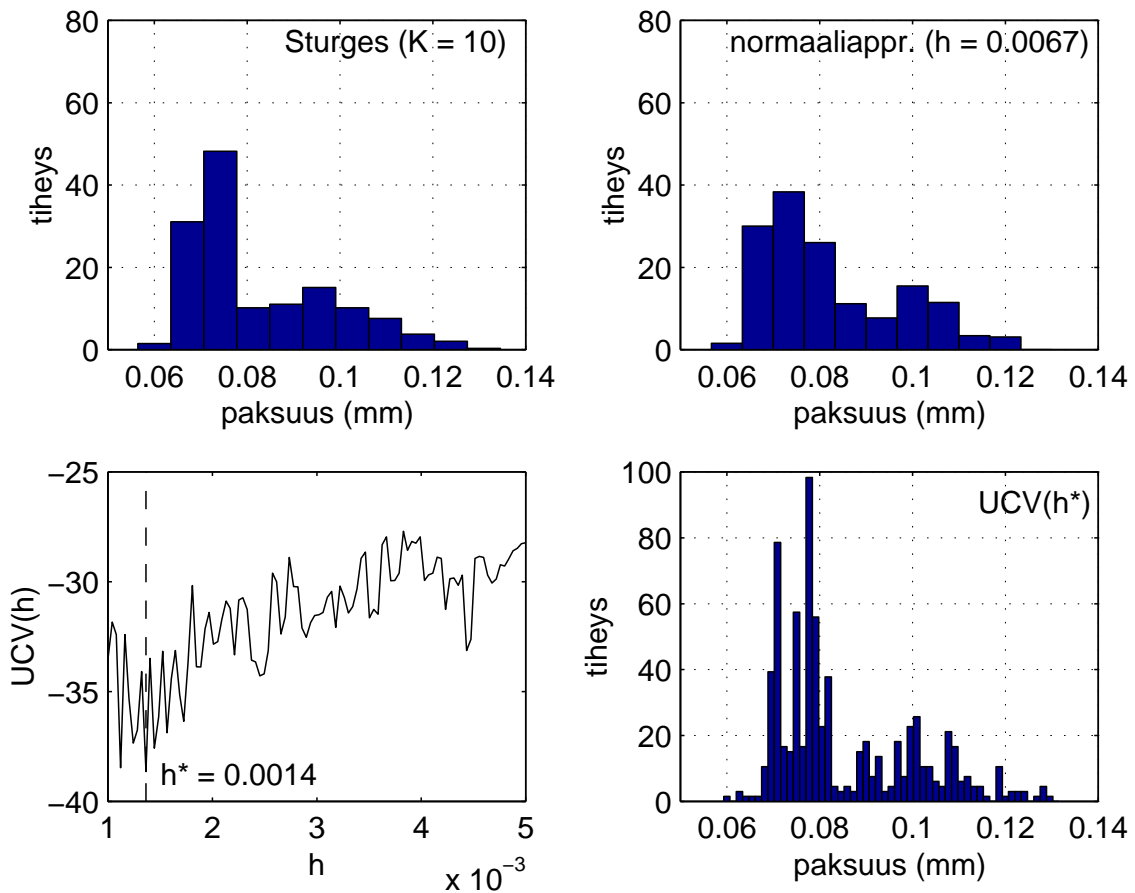 80
60
40
20
0
tiheys
Sturges (K = 10)
0.06 0.08 0.1 0.12 0.14
paksuus (mm)
80
60
40
20
0
tiheys
normaaliappr. (h = 0.0067)
0.06 0.08 0.1 0.12 0.14
paksuus (mm)
−25
−30
−35
−40
UCV(h)
h* = 0.0014
1 2 3 4 5
h
x 10−3
100
80
60
40
20
0
tiheys
UCV(h*)
0.06 0.08 0.1 0.12 0.14
paksuus (mm)